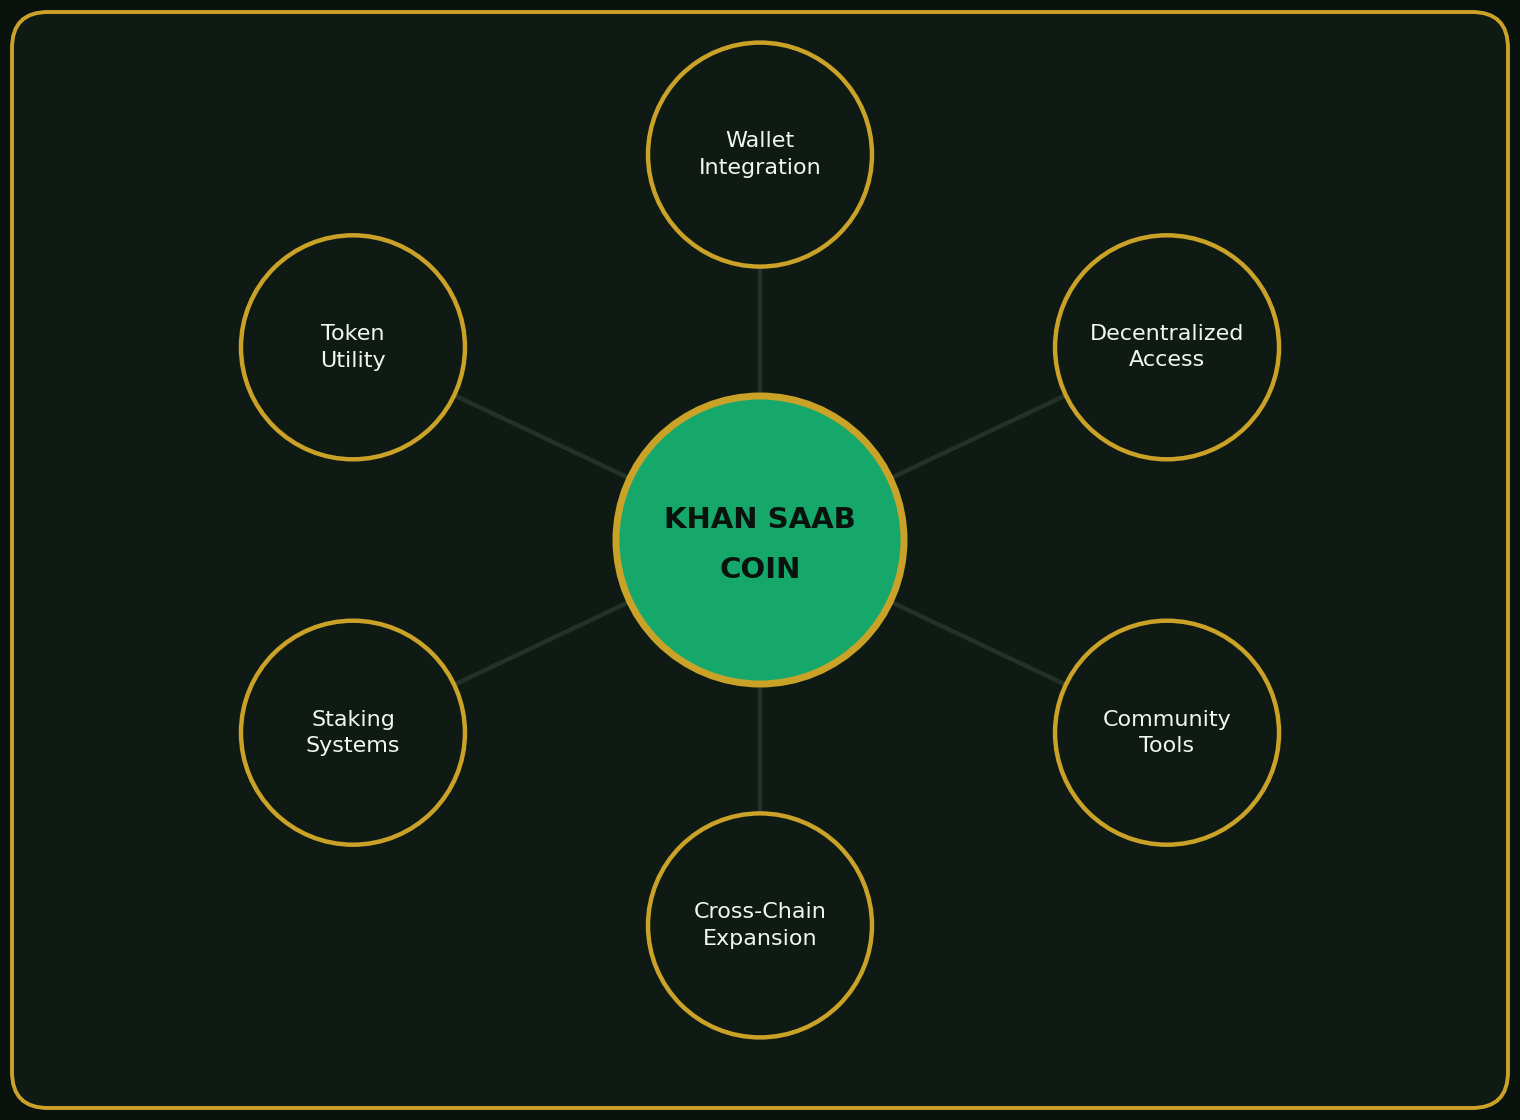 Wallet
Integration
Token
Utility
Decentralized
Access
KHAN SAAB
COIN
Staking
Systems
Community
Tools
Cross-Chain
Expansion